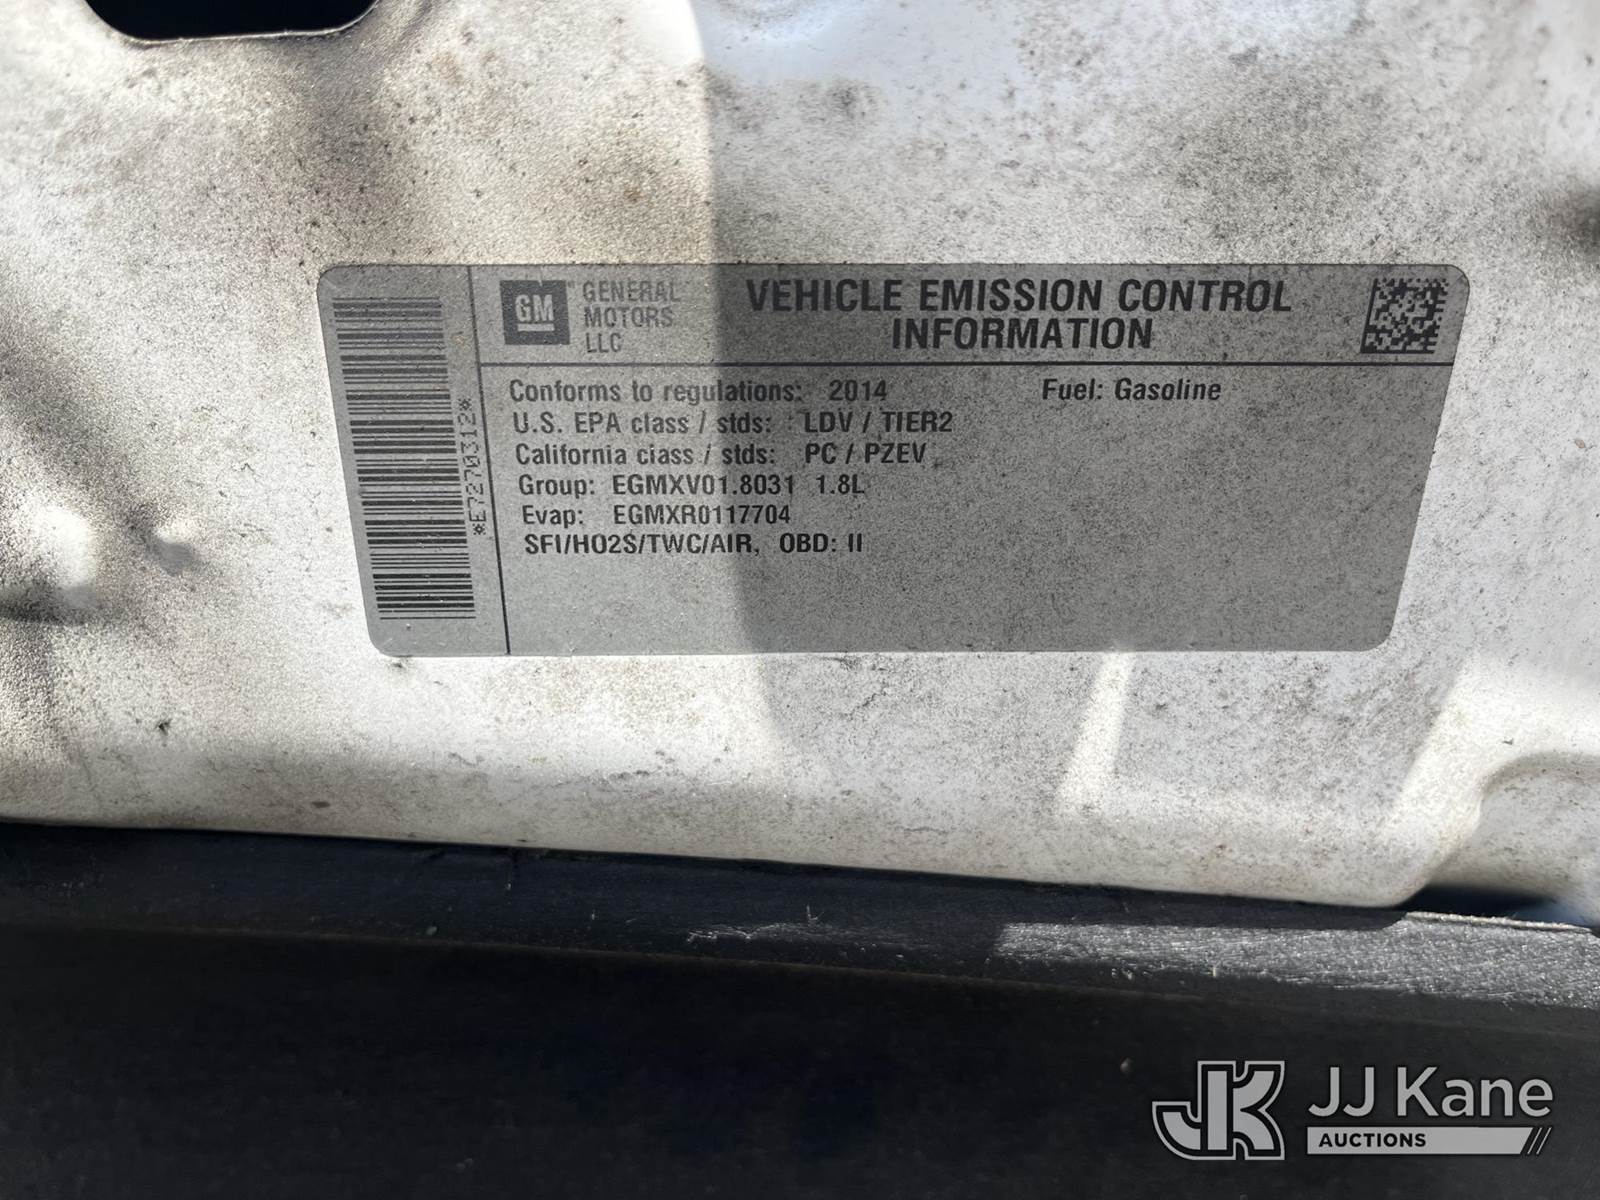 GM
GENERAL
MOTORS
LLC
VEHICLE EMISSION CONTROL
INFORMATION
*E7270312*
Conforms to regulations: 2014 Fuel: Gasoline
U.S. EPA class / stds: LDV / TIER2
California class / stds: PC / PZEV
Group: EGMXV01.8031 1.8L
Evap: EGMXR0117704
SFI/HO2S/TWC/AIR, OBD: II
JK JJ Kane
AUCTIONS